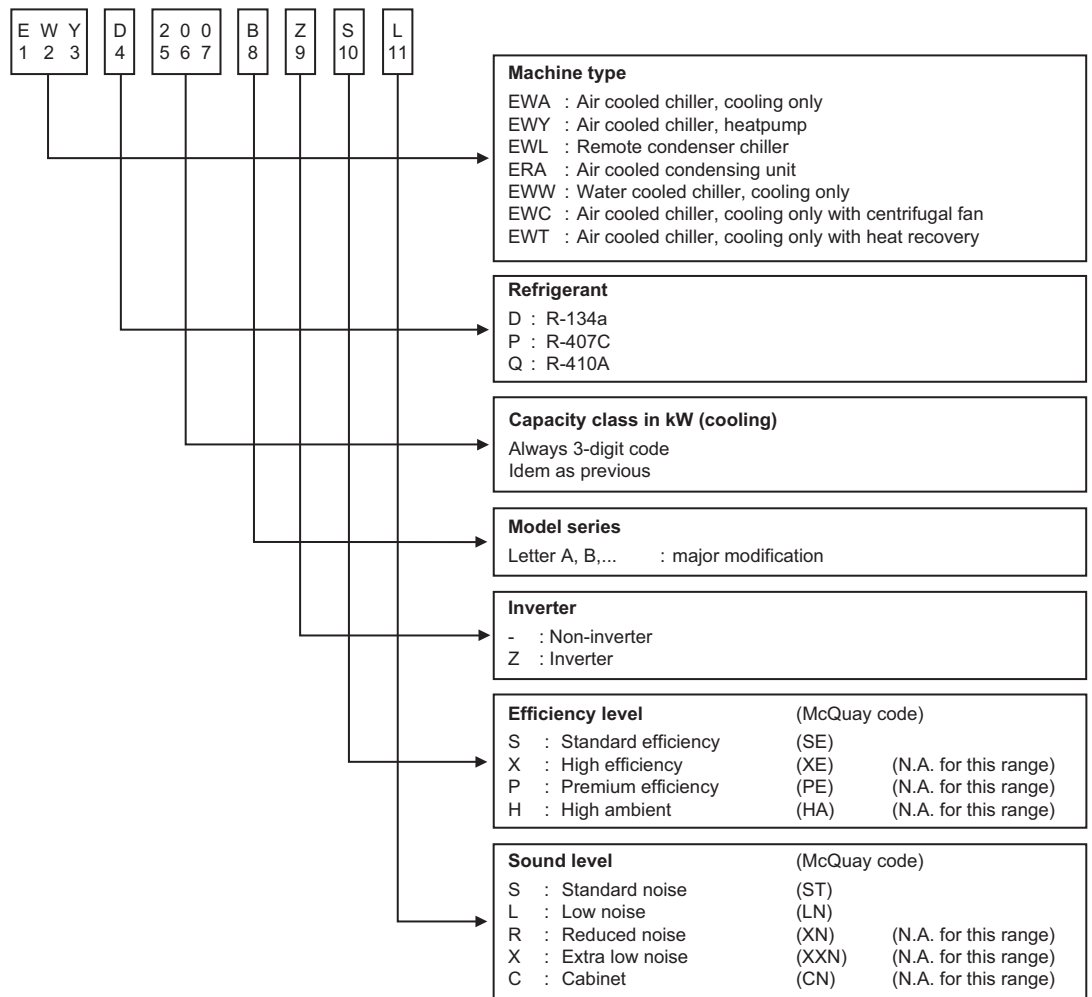 E W Y D 2 0 0 B Z S L
1 2 3 4 5 6 7 8 9 10 11
Machine type
EWA : Air cooled chiller, cooling only
EWY : Air cooled chiller, heatpump
EWL : Remote condenser chiller
ERA : Air cooled condensing unit
EWW : Water cooled chiller, cooling only
EWC : Air cooled chiller, cooling only with centrifugal fan
EWT : Air cooled chiller, cooling only with heat recovery
Refrigerant
D : R-134a
P : R-407C
Q : R-410A
Capacity class in kW (cooling)
Always 3-digit code
Idem as previous
Model series
Letter A, B,... : major modification
Inverter
- : Non-inverter
Z : Inverter
Efficiency level (McQuay code)
S : Standard efficiency (SE)
X : High efficiency (XE) (N.A. for this range)
P : Premium efficiency (PE) (N.A. for this range)
H : High ambient (HA) (N.A. for this range)
Sound level (McQuay code)
S : Standard noise (ST)
L : Low noise (LN)
R : Reduced noise (XN) (N.A. for this range)
X : Extra low noise (XXN) (N.A. for this range)
C : Cabinet (CN) (N.A. for this range)